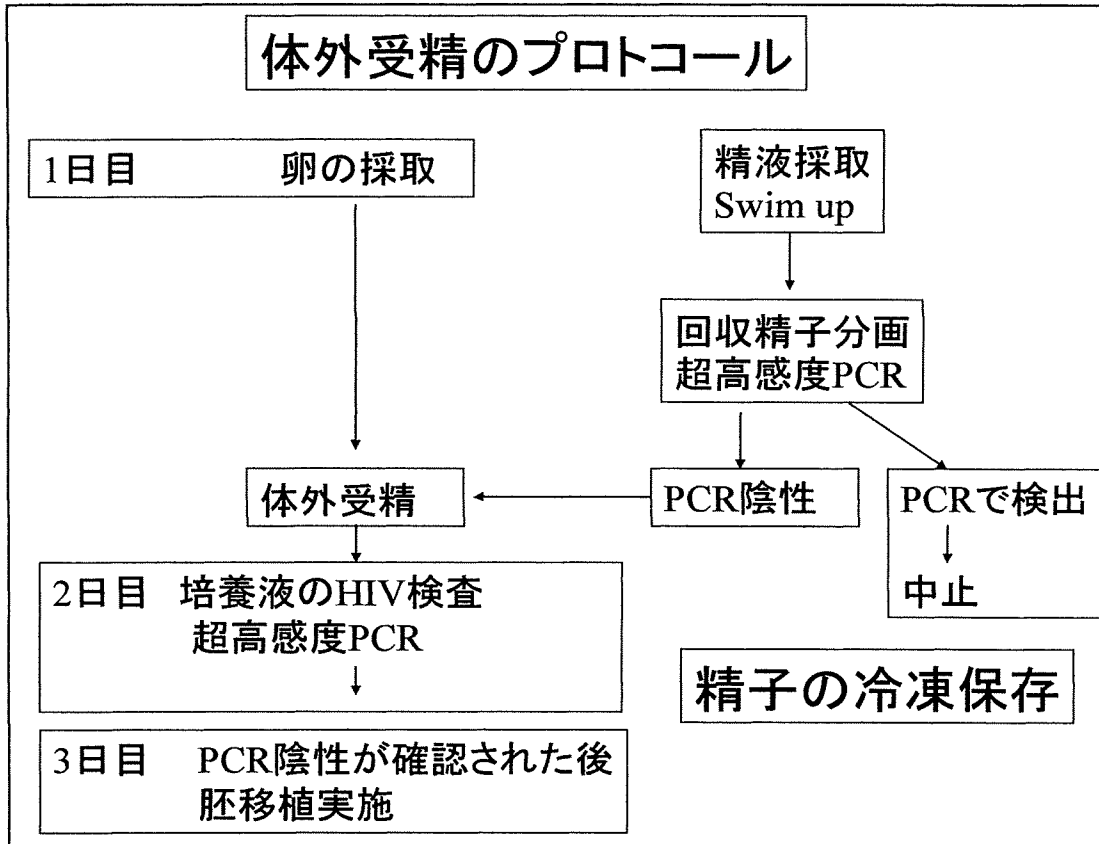 体外受精のプロトコール
1日目 卵の採取
精液採取
Swim up
回収精子分画
超高感度PCR
体外受精
PCR陰性
PCRで検出
中止
2日目 培養液のHIV検査
超高感度PCR
精子の冷凍保存
3日目 PCR陰性が確認された後
胚移植実施